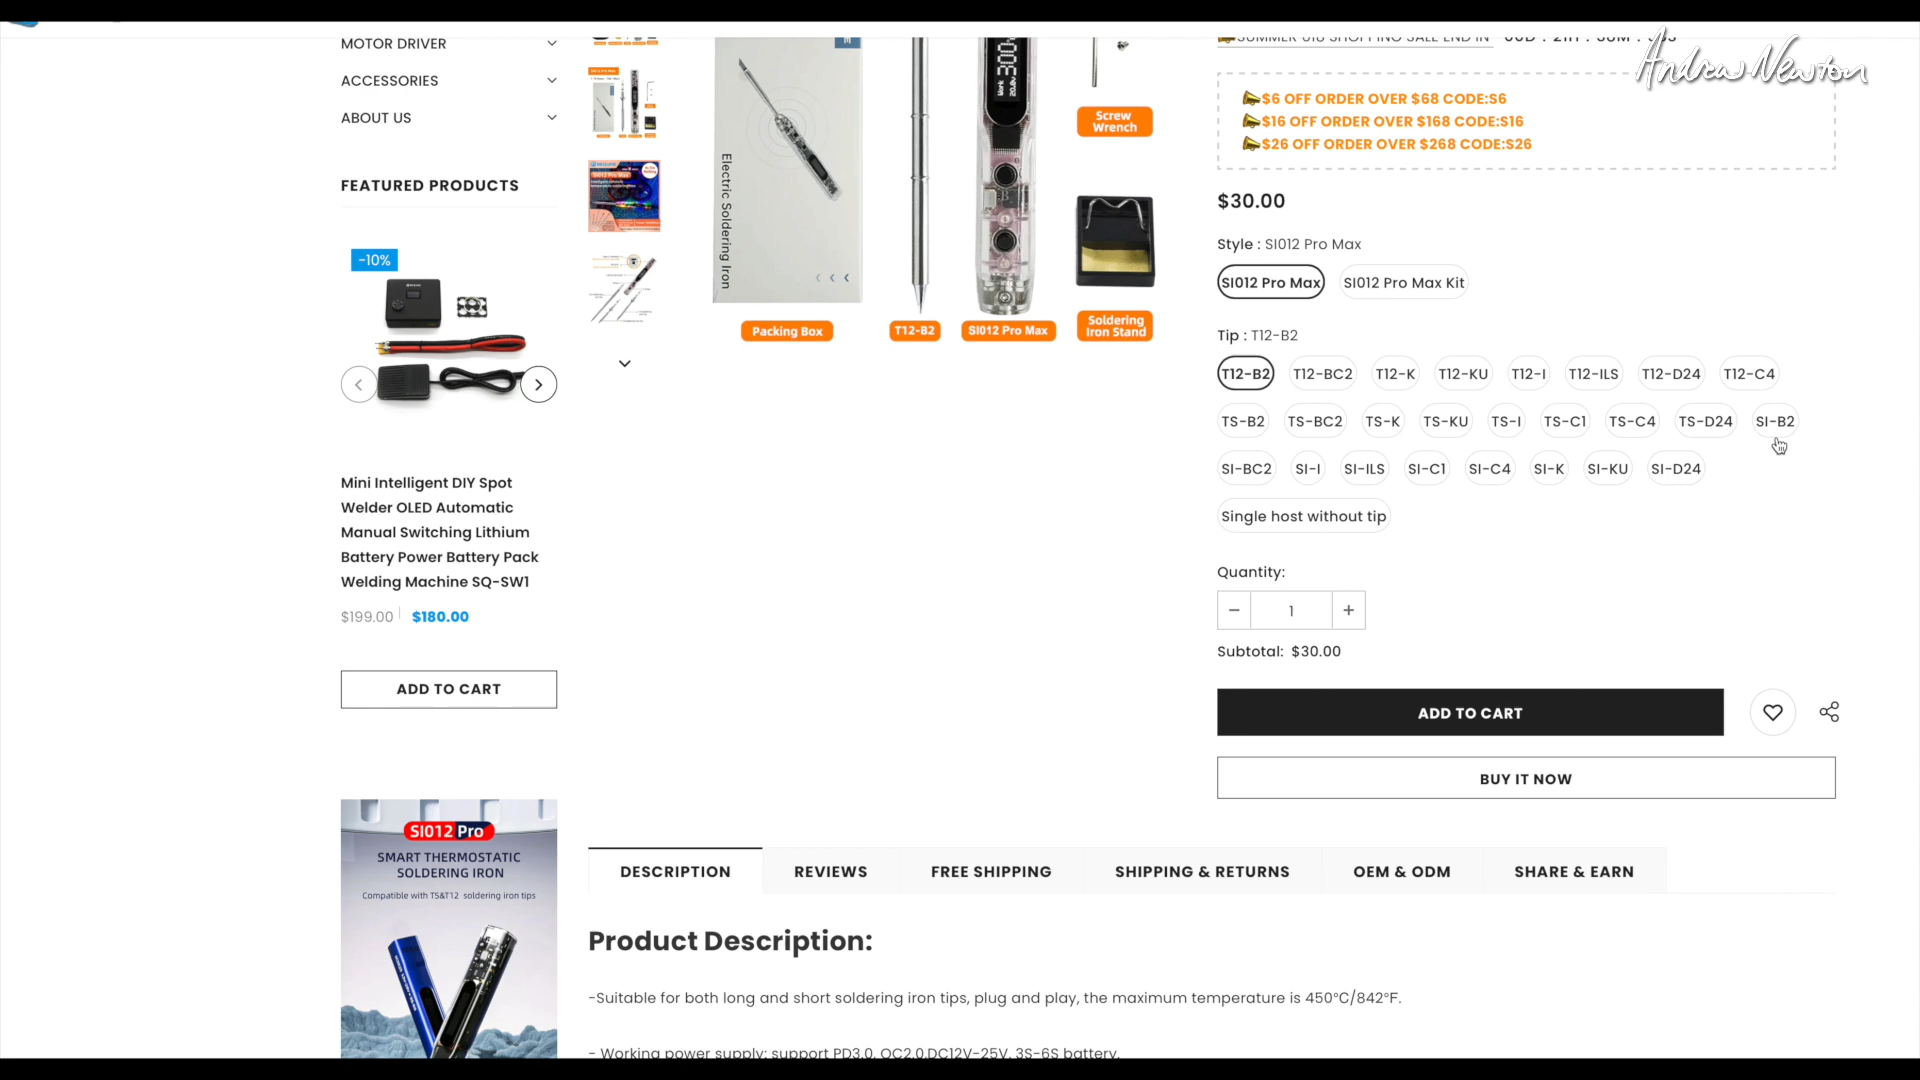 Andrew Newton
MOTOR DRIVER
ACCESSORIES
ABOUT US
FEATURED PRODUCTS
-10%
Mini Intelligent DIY Spot
Welder OLED Automatic
Manual Switching Lithium
Battery Power Battery Pack
Welding Machine SQ-SW1
$199.00 $180.00
ADD TO CART
SI012 Pro
SMART THERMOSTATIC
SOLDERING IRON
Compatible with TS&T12 soldering iron tips
Electric Soldering Iron
Packing Box
T12-B2
SI012 Pro Max
Screw
Wrench
Soldering
Iron Stand
$6 OFF ORDER OVER $68 CODE:S6
$16 OFF ORDER OVER $168 CODE:S16
$26 OFF ORDER OVER $268 CODE:S26
$30.00
Style : SI012 Pro Max
SI012 Pro Max SI012 Pro Max Kit
Tip : T12-B2
T12-B2 T12-BC2 T12-K T12-KU T12-I T12-ILS T12-D24 T12-C4
TS-B2 TS-BC2 TS-K TS-KU TS-I TS-C1 TS-C4 TS-D24 SI-B2
SI-BC2 SI-I SI-ILS SI-C1 SI-C4 SI-K SI-KU SI-D24
Single host without tip
Quantity:
1
Subtotal: $30.00
ADD TO CART
BUY IT NOW
DESCRIPTION REVIEWS FREE SHIPPING SHIPPING & RETURNS OEM & ODM SHARE & EARN
Product Description:
-Suitable for both long and short soldering iron tips, plug and play, the maximum temperature is 450°C/842°F.
- Working power supply: support PD3.0, QC2.0,DC12V-25V, 3S-6S battery.